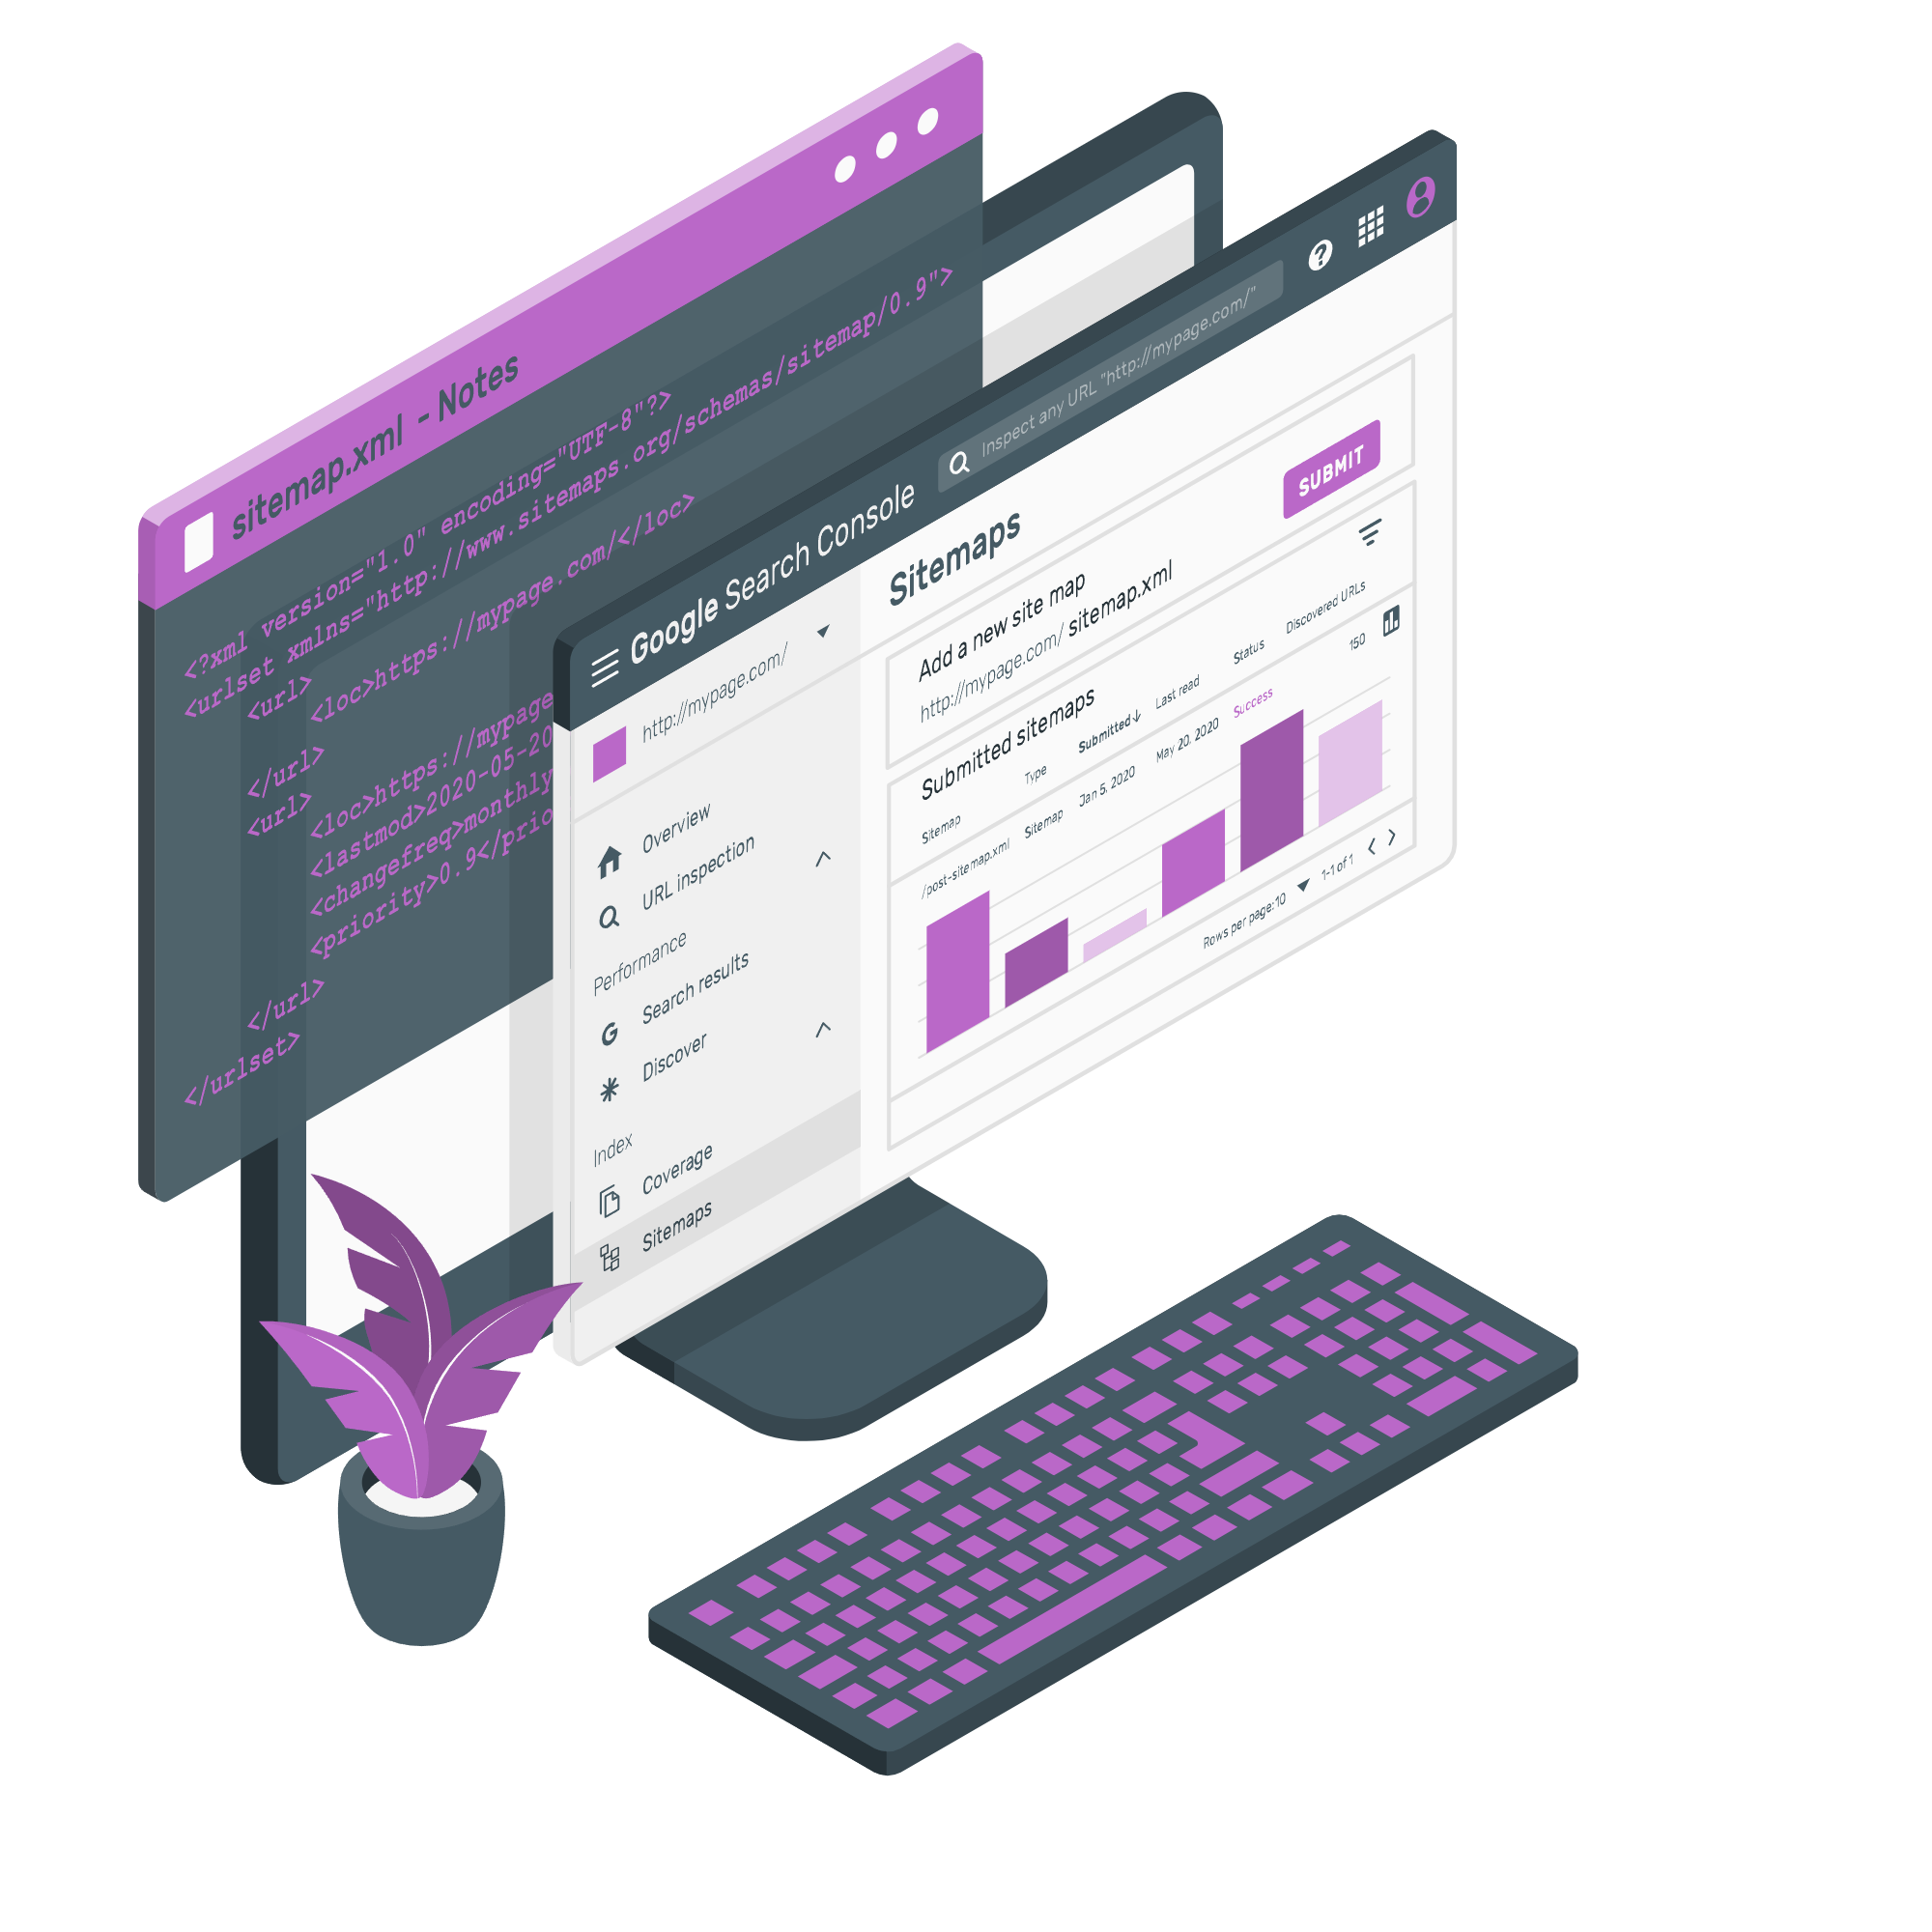 sitemap.xml - Notes
<?xml version="1.0" encoding="UTF-8"?>
<urlset xmlns="http://www.sitemaps.org/schemas/sitemap/0.9">
<url>
<loc>https://mypage.com/</loc>
</url>
<url>
<loc>https://mypage
<lastmod>2020-05-20
<changefreq>monthly
<priority>0.9</prio
</url>
</urlset>
Google Search Console
Inspect any URL "http://mypage.com/"
?
http://mypage.com/
Overview
URL inspection
Performance
G Search results
Discover
Index
Coverage
Sitemaps
Sitemaps
Add a new site map
http://mypage.com/ sitemap.xml
SUBMIT
Submitted sitemaps
Sitemap Type Submitted↓ Last read Status Discovered URLs
/post-sitemap.xml Sitemap Jan 5, 2020 May 20, 2020 Success 150
Rows per page:10 1-1 of 1 < >